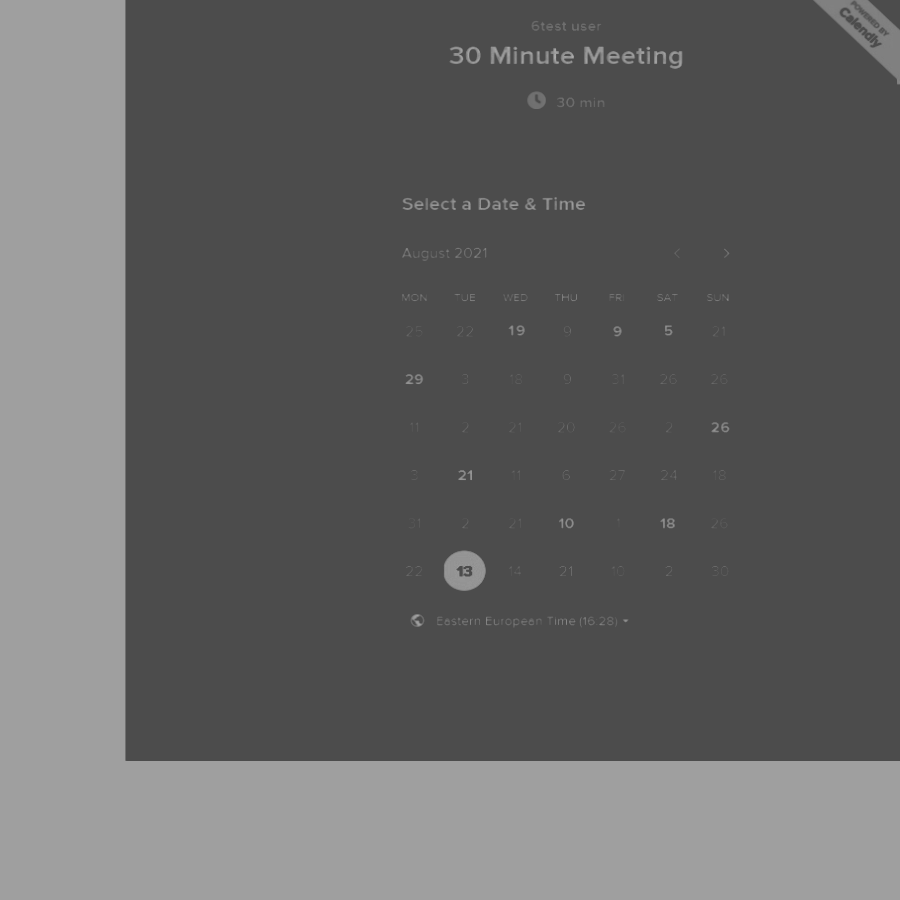 POWERED BY
Calendly
6test user
30 Minute Meeting
30 min
Select a Date & Time
August 2021
MON TUE WED THU FRI SAT SUN
25 22 19 9 9 5 21
29 3 18 9 31 26 26
11 2 21 20 26 2 26
3 21 11 6 27 24 18
31 2 21 10 1 18 26
22 13 14 21 10 2 30
Eastern European Time (16:28)